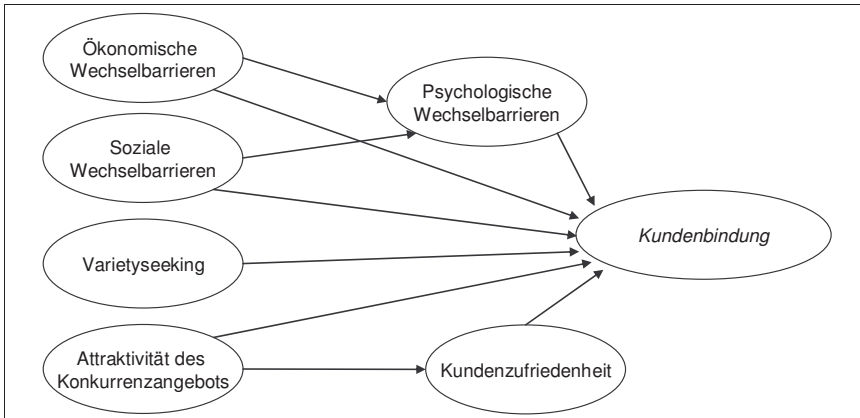 Ökonomische
Wechselbarrieren
Psychologische
Wechselbarrieren
Soziale
Wechselbarrieren
Kundenbindung
Varietyseeking
Attraktivität des
Konkurrenzangebots
Kundenzufriedenheit